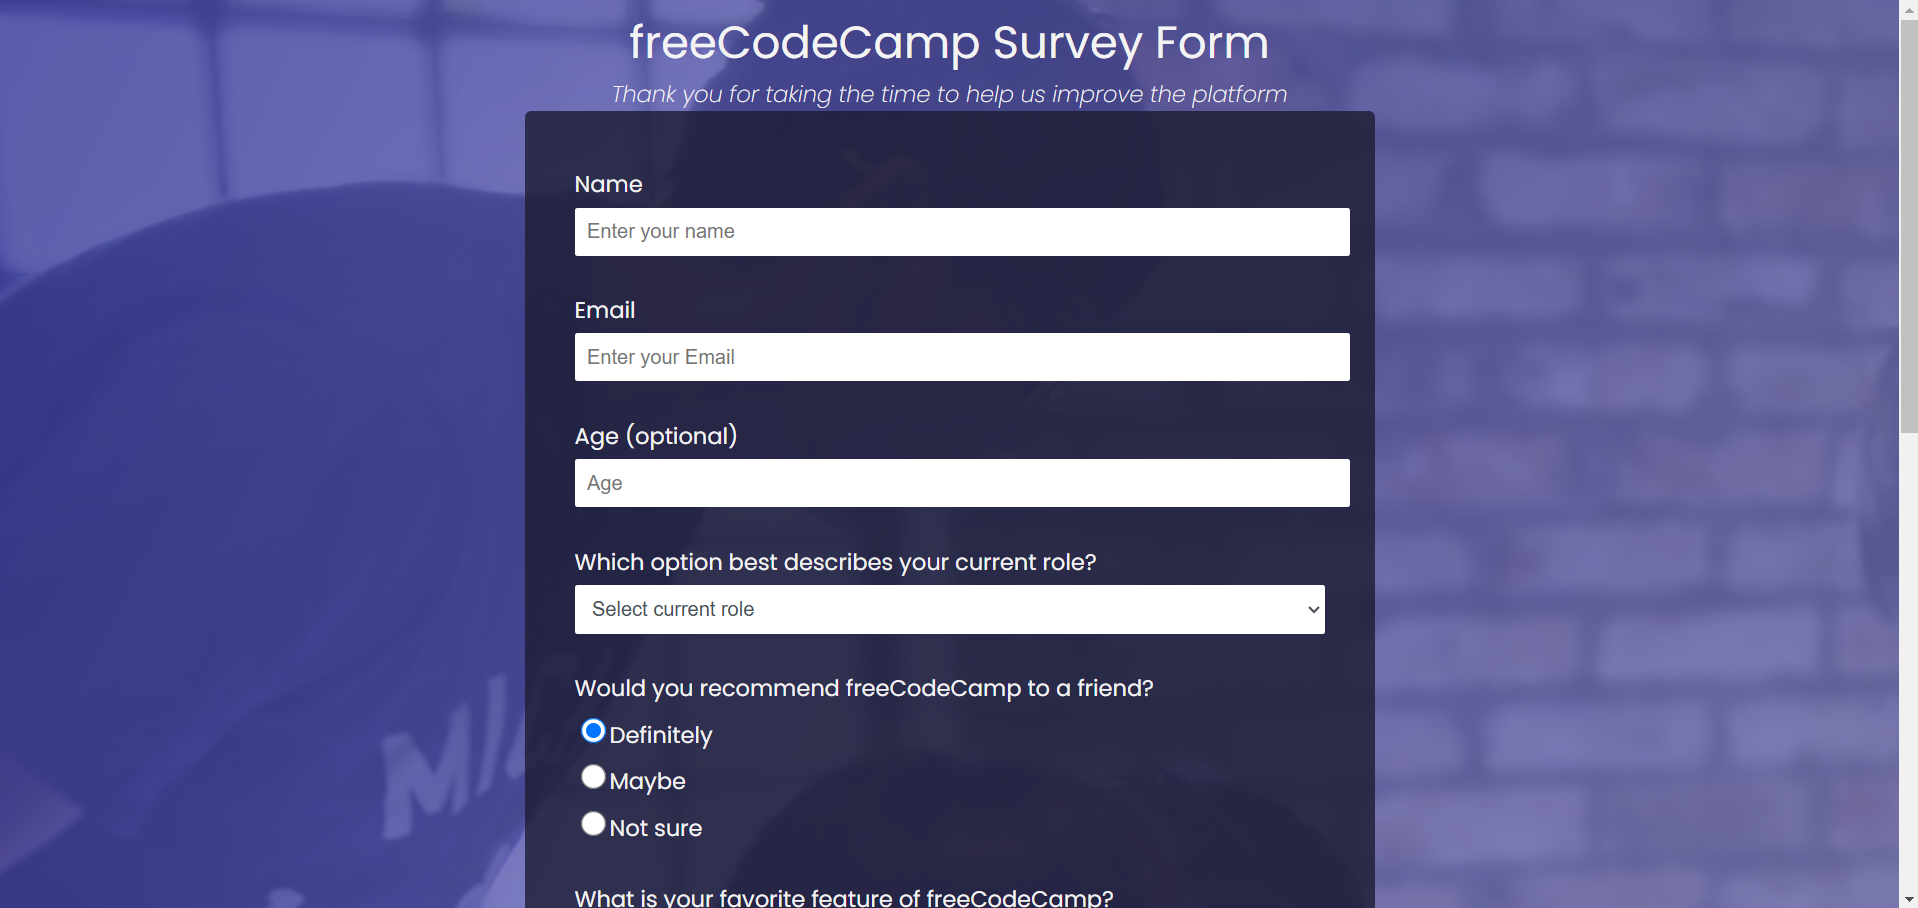 freeCodeCamp Survey Form
Thank you for taking the time to help us improve the platform
Name
Enter your name
Email
Enter your Email
Age (optional)
Age
Which option best describes your current role?
Select current role
Would you recommend freeCodeCamp to a friend?
Definitely
Maybe
Not sure
What is your favorite feature of freeCodeCamp?